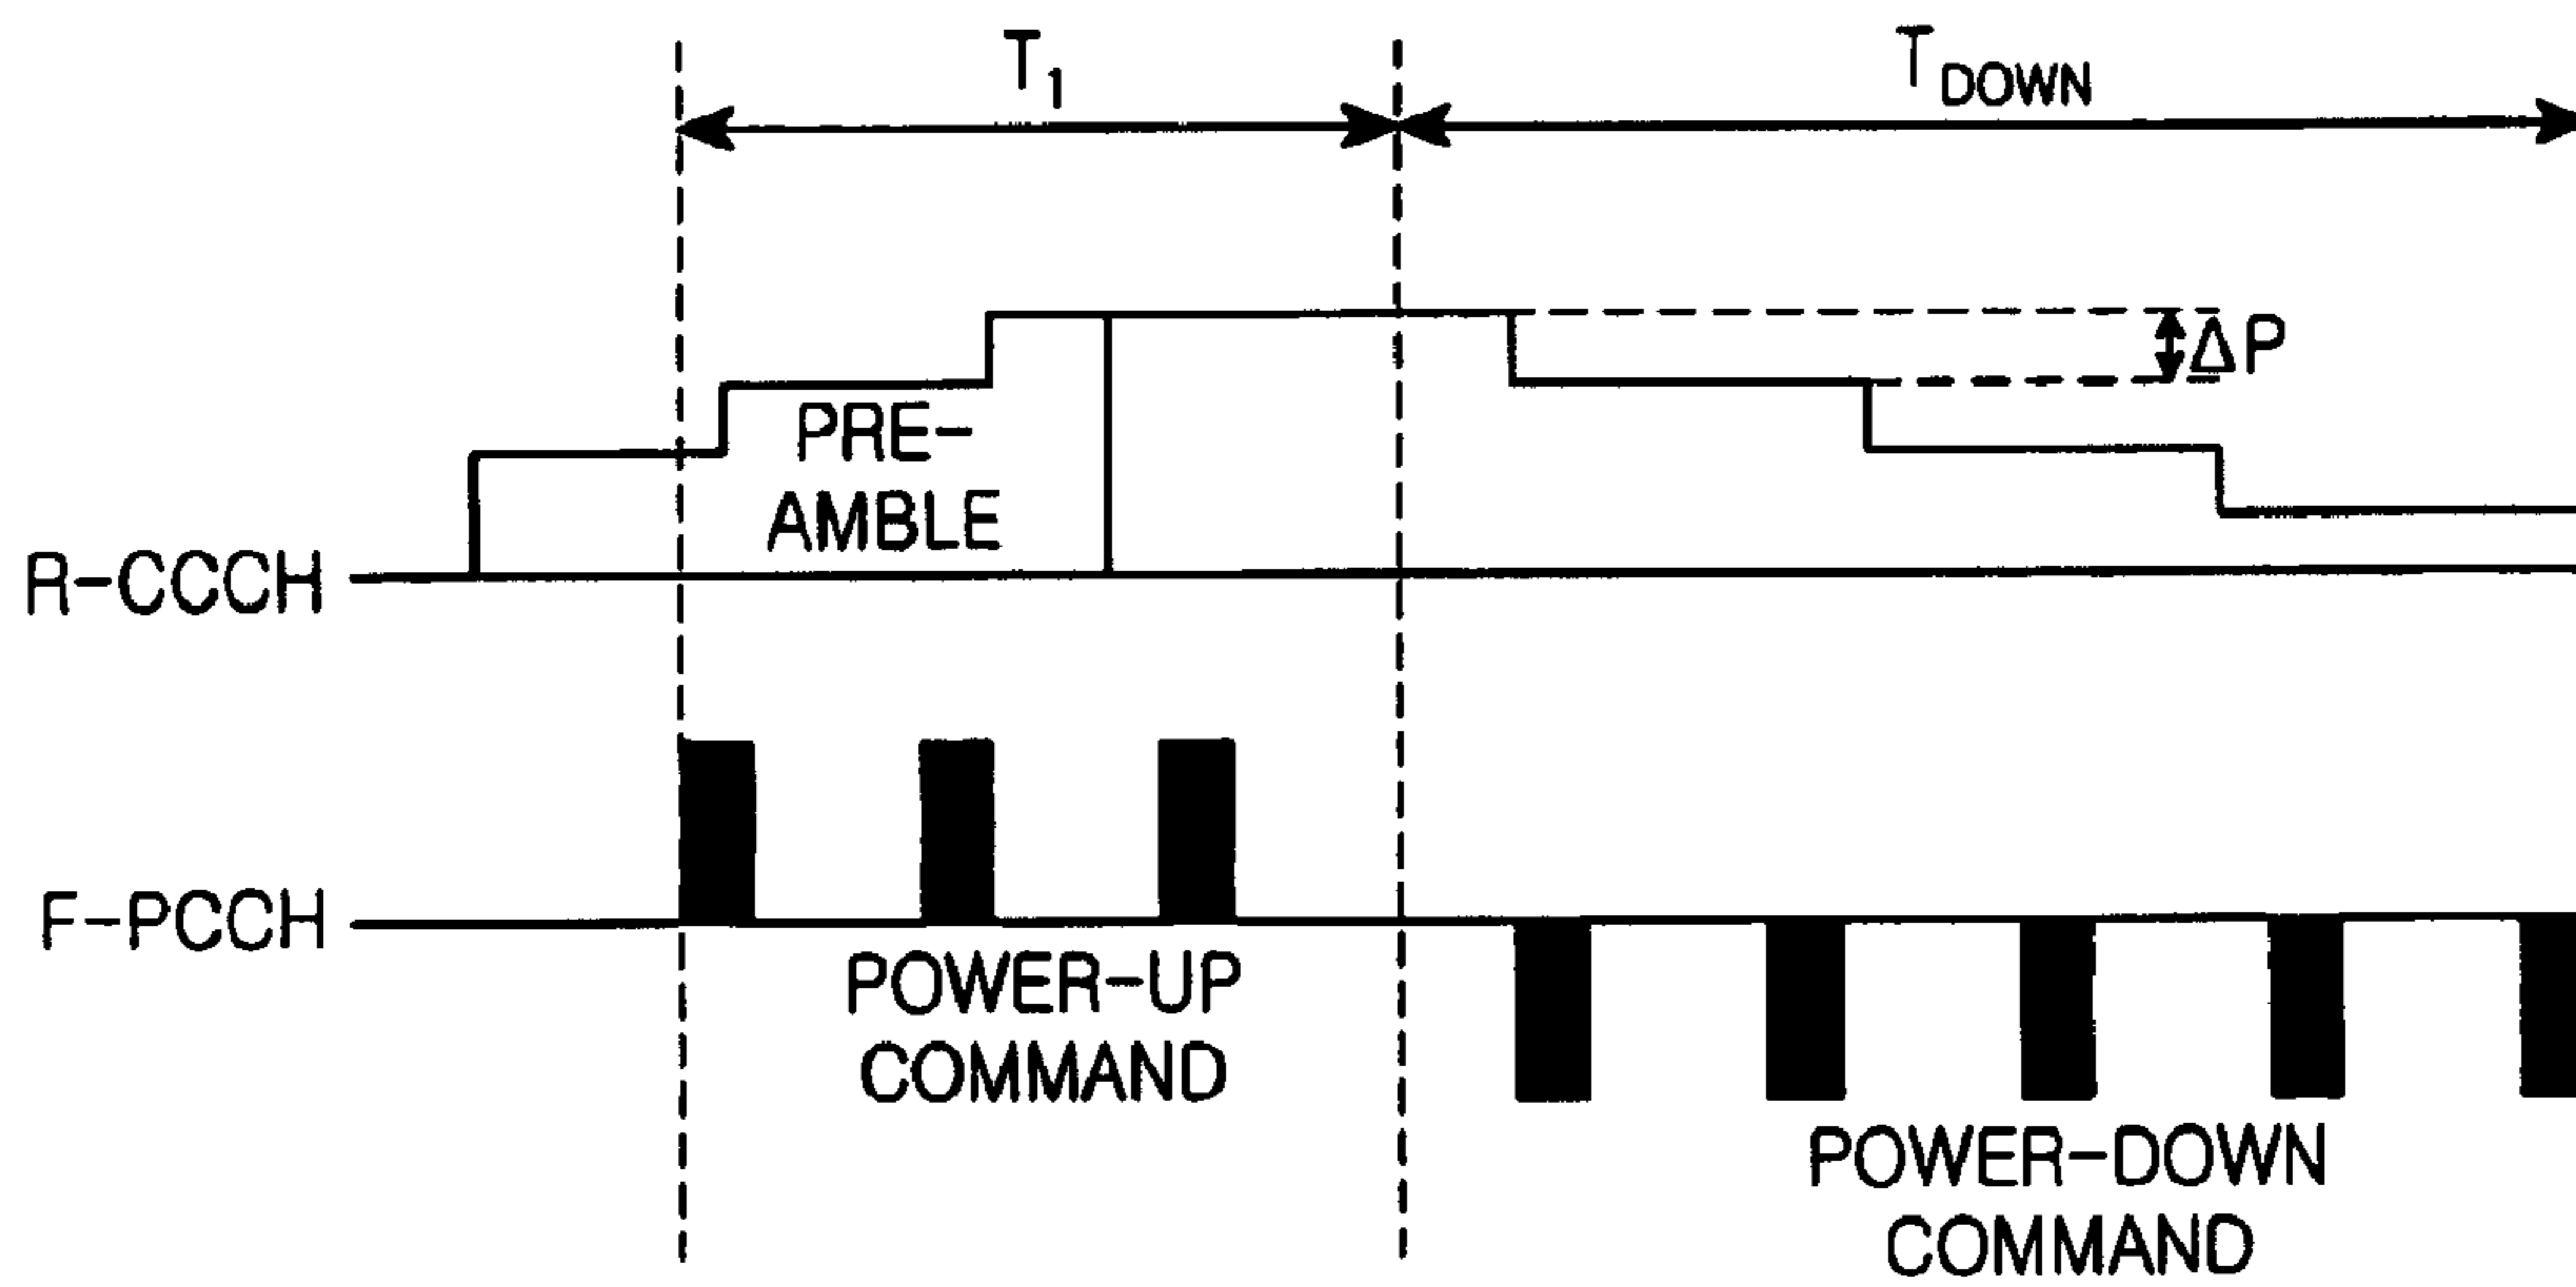 T1
TDOWN
ΔP
PRE-
AMBLE
R-CCCH
F-PCCH
POWER-UP
COMMAND
POWER-DOWN
COMMAND